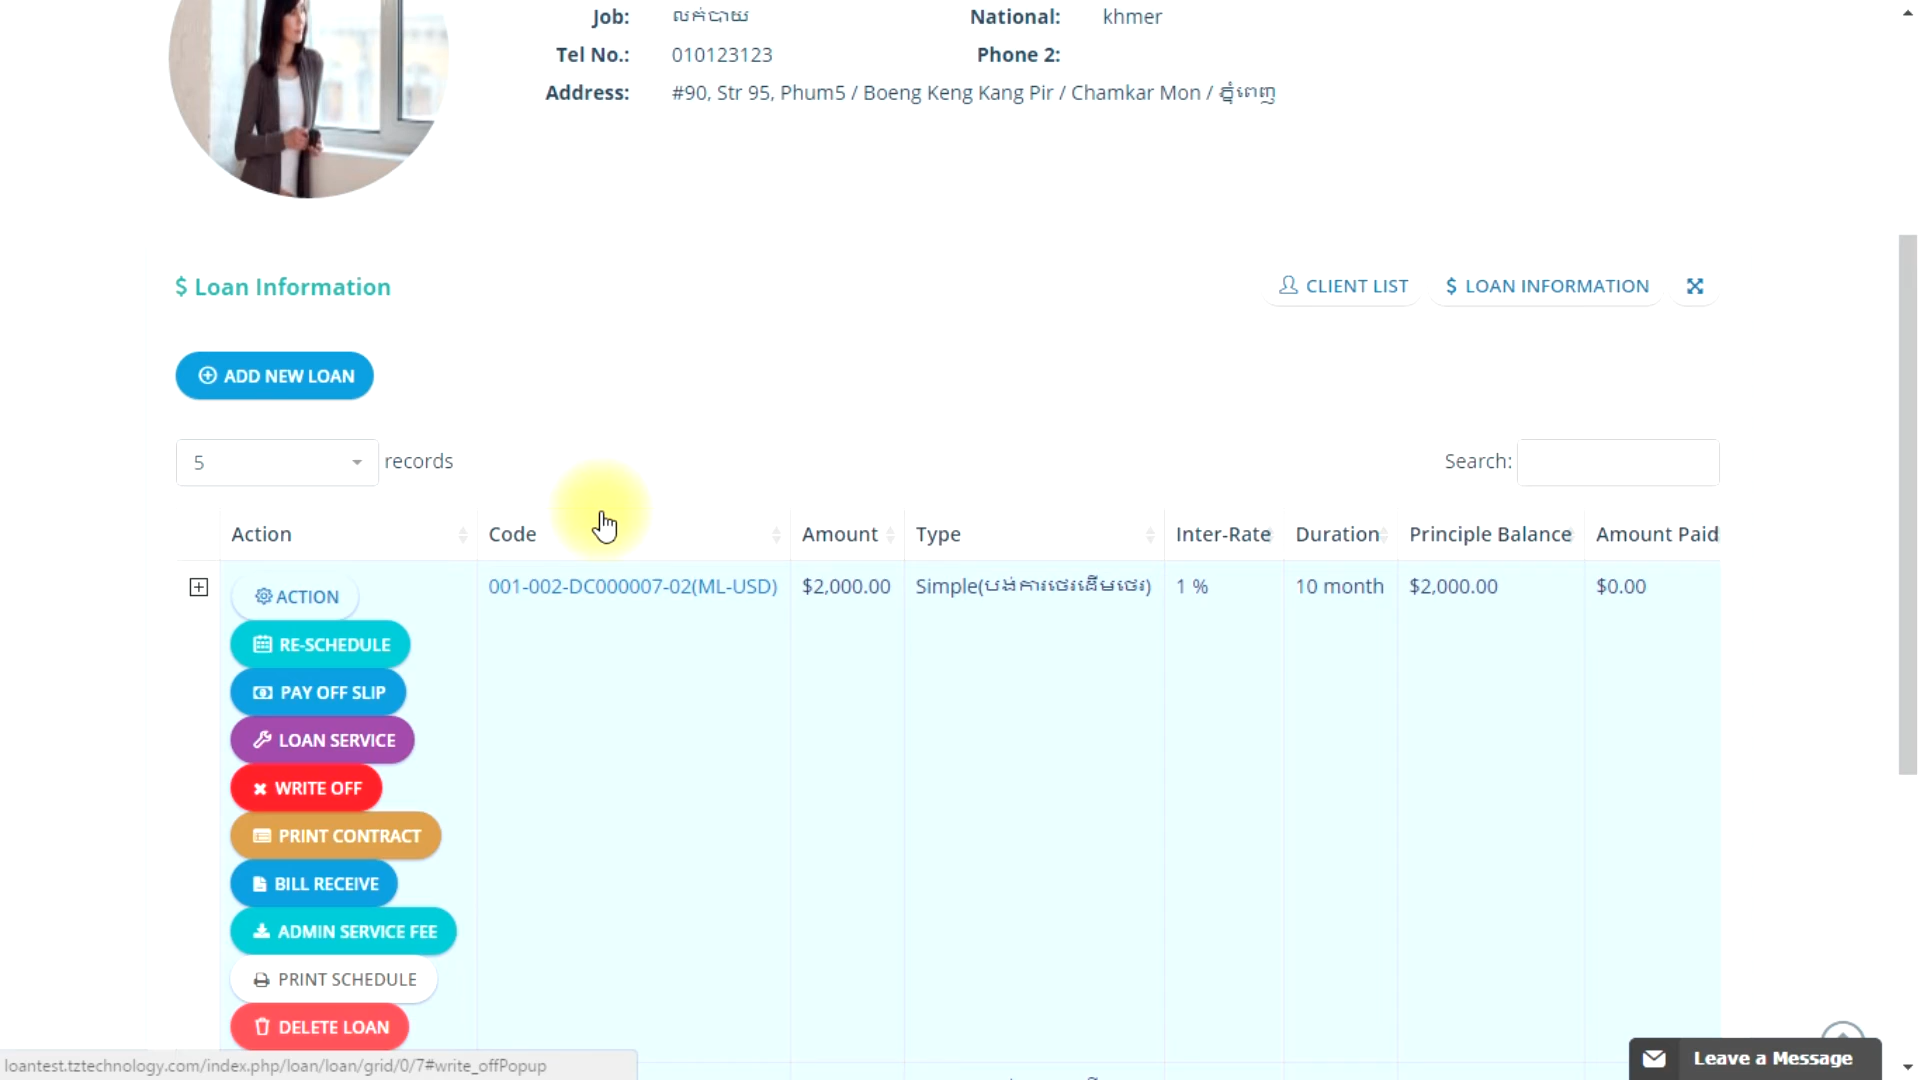 Job: លក់បាយ National: khmer
Tel No.: 010123123 Phone 2:
Address: #90, Str 95, Phum5 / Boeng Keng Kang Pir / Chamkar Mon / ភ្នំពេញ
$ Loan Information CLIENT LIST $ LOAN INFORMATION
ADD NEW LOAN
5 records Search:
Action Code Amount Type Inter-Rate Duration Principle Balance Amount Paid
ACTION 001-002-DC000007-02(ML-USD) $2,000.00 Simple(បង់ការថេរដើមថេរ) 1 % 10 month $2,000.00 $0.00
RE-SCHEDULE
PAY OFF SLIP
LOAN SERVICE
WRITE OFF
PRINT CONTRACT
BILL RECEIVE
ADMIN SERVICE FEE
PRINT SCHEDULE
DELETE LOAN
loantest.tztechnology.com/index.php/loan/loan/grid/0/7#write_offPopup
Leave a Message